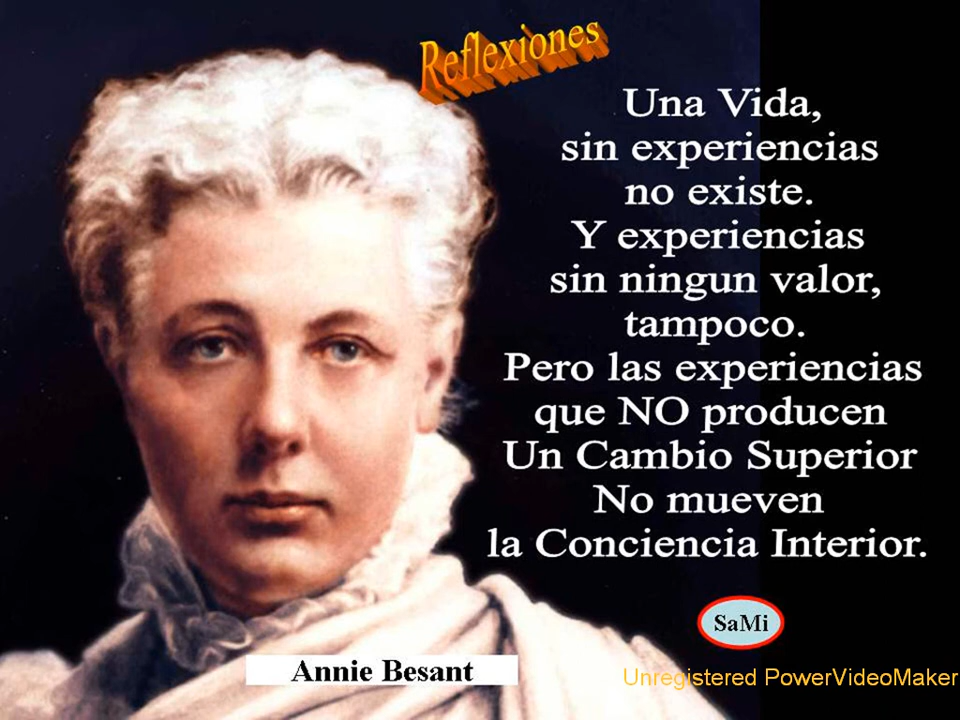 Reflexiones
Una Vida,
sin experiencias
no existe.
Y experiencias
sin ningun valor,
tampoco.
Pero las experiencias
que NO producen
Un Cambio Superior
No mueven
la Conciencia Interior.
SaMi
Annie Besant
Unregistered PowerVideoMaker